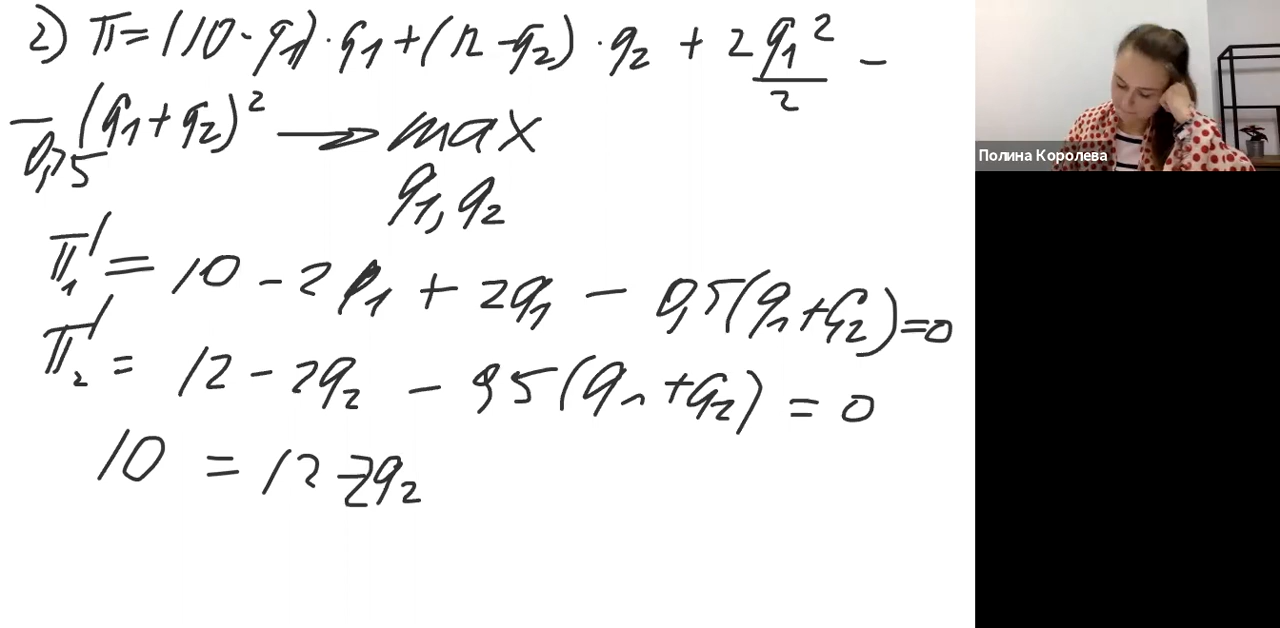 2) π = (10 - q1) · q1 + (12 - q2) · q2 + 2 q1²/2 -
- 0,25 (q1 + q2)² → max
q1, q2
π'1 = 10 - 2q1 + 2q1 - 0,5(q1 + q2) = 0
π'2 = 12 - 2q2 - 0,5(q1 + q2) = 0
10 = 12 - 2q2
Полина Королева